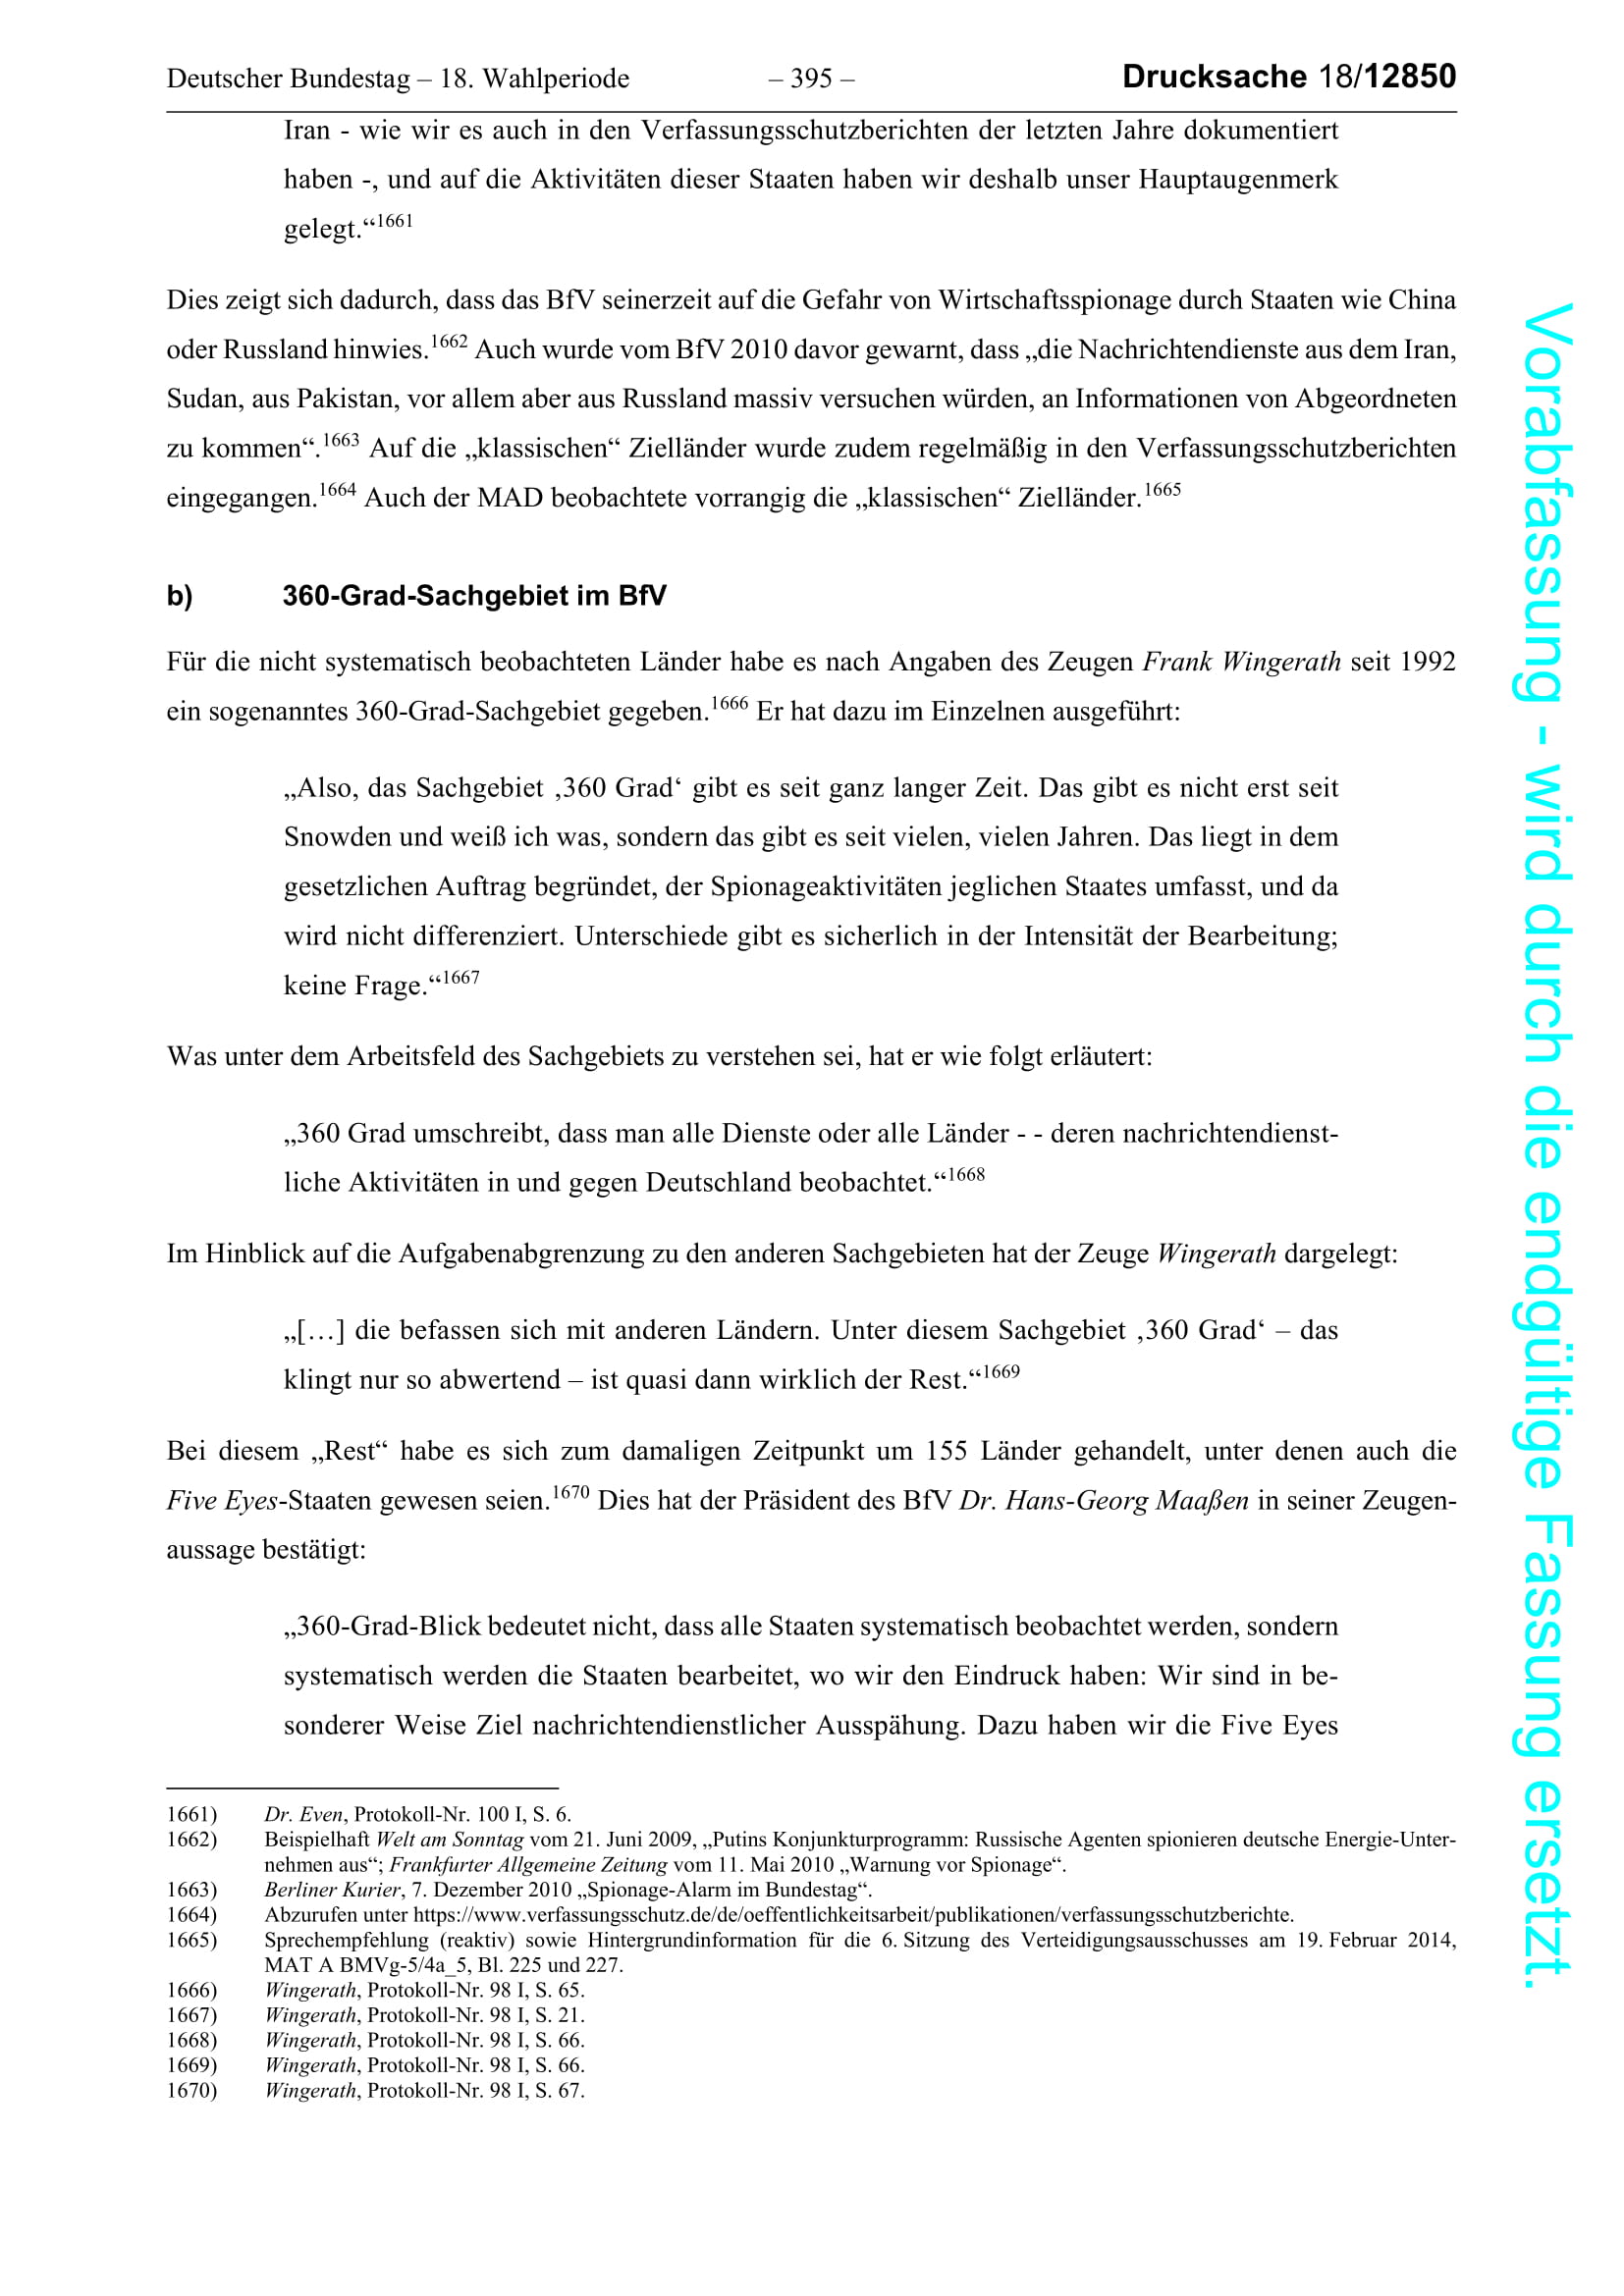 Deutscher Bundestag – 18. Wahlperiode – 395 – Drucksache 18/12850
Iran - wie wir es auch in den Verfassungsschutzberichten der letzten Jahre dokumentiert
haben -, und auf die Aktivitäten dieser Staaten haben wir deshalb unser Hauptaugenmerk
gelegt.“1661
Dies zeigt sich dadurch, dass das BfV seinerzeit auf die Gefahr von Wirtschaftsspionage durch Staaten wie China
oder Russland hinwies.1662 Auch wurde vom BfV 2010 davor gewarnt, dass „die Nachrichtendienste aus dem Iran,
Sudan, aus Pakistan, vor allem aber aus Russland massiv versuchen würden, an Informationen von Abgeordneten
zu kommen“.1663 Auf die „klassischen“ Zielländer wurde zudem regelmäßig in den Verfassungsschutzberichten
eingegangen.1664 Auch der MAD beobachtete vorrangig die „klassischen“ Zielländer.1665
b) 360-Grad-Sachgebiet im BfV
Für die nicht systematisch beobachteten Länder habe es nach Angaben des Zeugen Frank Wingerath seit 1992
ein sogenanntes 360-Grad-Sachgebiet gegeben.1666 Er hat dazu im Einzelnen ausgeführt:
„Also, das Sachgebiet ‚360 Grad‘ gibt es seit ganz langer Zeit. Das gibt es nicht erst seit
Snowden und weiß ich was, sondern das gibt es seit vielen, vielen Jahren. Das liegt in dem
gesetzlichen Auftrag begründet, der Spionageaktivitäten jeglichen Staates umfasst, und da
wird nicht differenziert. Unterschiede gibt es sicherlich in der Intensität der Bearbeitung;
keine Frage.“1667
Was unter dem Arbeitsfeld des Sachgebiets zu verstehen sei, hat er wie folgt erläutert:
„360 Grad umschreibt, dass man alle Dienste oder alle Länder - - deren nachrichtendienst-
liche Aktivitäten in und gegen Deutschland beobachtet.“1668
Im Hinblick auf die Aufgabenabgrenzung zu den anderen Sachgebieten hat der Zeuge Wingerath dargelegt:
„[…] die befassen sich mit anderen Ländern. Unter diesem Sachgebiet ‚360 Grad‘ – das
klingt nur so abwertend – ist quasi dann wirklich der Rest.“1669
Bei diesem „Rest“ habe es sich zum damaligen Zeitpunkt um 155 Länder gehandelt, unter denen auch die
Five Eyes-Staaten gewesen seien.1670 Dies hat der Präsident des BfV Dr. Hans-Georg Maaßen in seiner Zeugen-
aussage bestätigt:
„360-Grad-Blick bedeutet nicht, dass alle Staaten systematisch beobachtet werden, sondern
systematisch werden die Staaten bearbeitet, wo wir den Eindruck haben: Wir sind in be-
sonderer Weise Ziel nachrichtendienstlicher Ausspähung. Dazu haben wir die Five Eyes
1661) Dr. Even, Protokoll-Nr. 100 I, S. 6.
1662) Beispielhaft Welt am Sonntag vom 21. Juni 2009, „Putins Konjunkturprogramm: Russische Agenten spionieren deutsche Energie-Unter-
nehmen aus“; Frankfurter Allgemeine Zeitung vom 11. Mai 2010 „Warnung vor Spionage“.
1663) Berliner Kurier, 7. Dezember 2010 „Spionage-Alarm im Bundestag“.
1664) Abzurufen unter https://www.verfassungsschutz.de/de/oeffentlichkeitsarbeit/publikationen/verfassungsschutzberichte.
1665) Sprechempfehlung (reaktiv) sowie Hintergrundinformation für die 6. Sitzung des Verteidigungsausschusses am 19. Februar 2014,
MAT A BMVg-5/4a_5, Bl. 225 und 227.
1666) Wingerath, Protokoll-Nr. 98 I, S. 65.
1667) Wingerath, Protokoll-Nr. 98 I, S. 21.
1668) Wingerath, Protokoll-Nr. 98 I, S. 66.
1669) Wingerath, Protokoll-Nr. 98 I, S. 66.
1670) Wingerath, Protokoll-Nr. 98 I, S. 67.
Vorabfassung - wird durch die endgültige Fassung ersetzt.